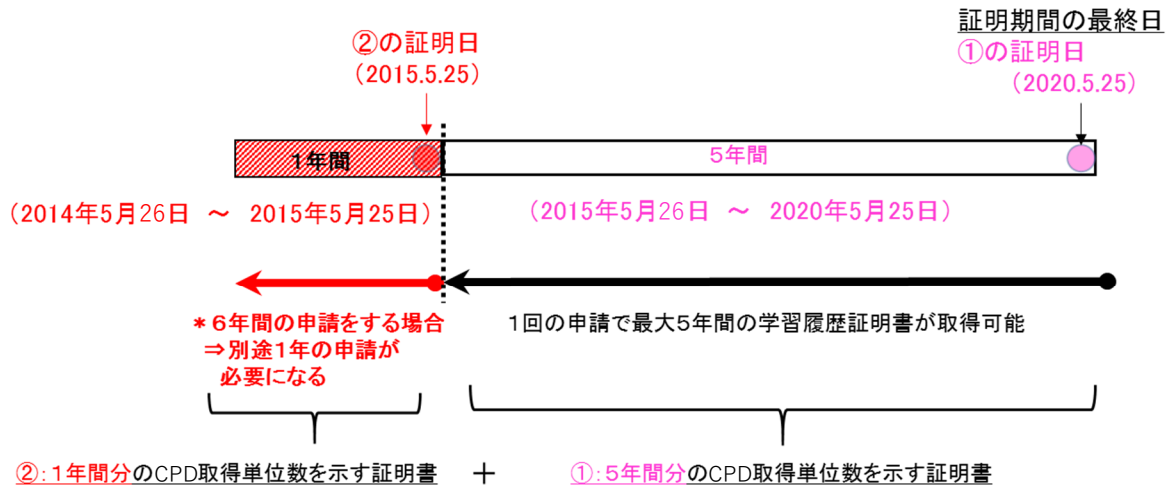 証明期間の最終日
②の証明日
①の証明日
（2015.5.25）
（2020.5.25）
1年間
5年間
（2014年5月26日 ～ 2015年5月25日）
（2015年5月26日 ～ 2020年5月25日）
＊６年間の申請をする場合
⇒別途１年の申請が
必要になる
１回の申請で最大５年間の学習履歴証明書が取得可能
②：１年間分のCPD取得単位数を示す証明書 ＋ ①：５年間分のCPD取得単位数を示す証明書